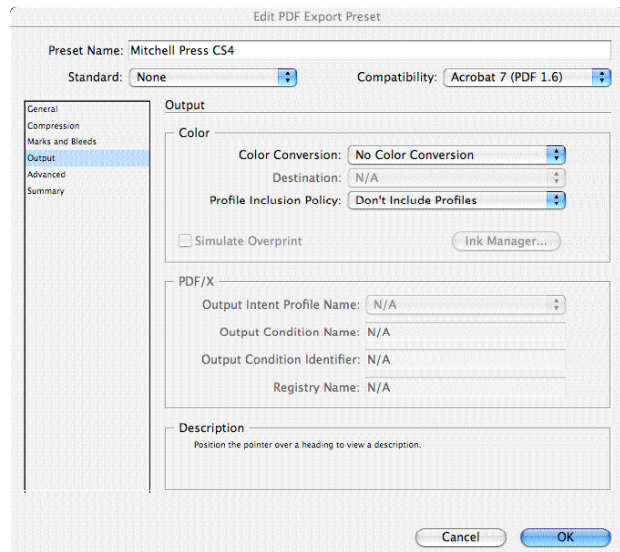 Edit PDF Export Preset
Preset Name: Mitchell Press CS4
Standard: None Compatibility: Acrobat 7 (PDF 1.6)
General
Compression
Marks and Bleeds
Output
Advanced
Summary
Output
Color
Color Conversion: No Color Conversion
Destination: N/A
Profile Inclusion Policy: Don't Include Profiles
Simulate Overprint Ink Manager...
PDF/X
Output Intent Profile Name: N/A
Output Condition Name: N/A
Output Condition Identifier: N/A
Registry Name: N/A
Description
Position the pointer over a heading to view a description.
Cancel OK